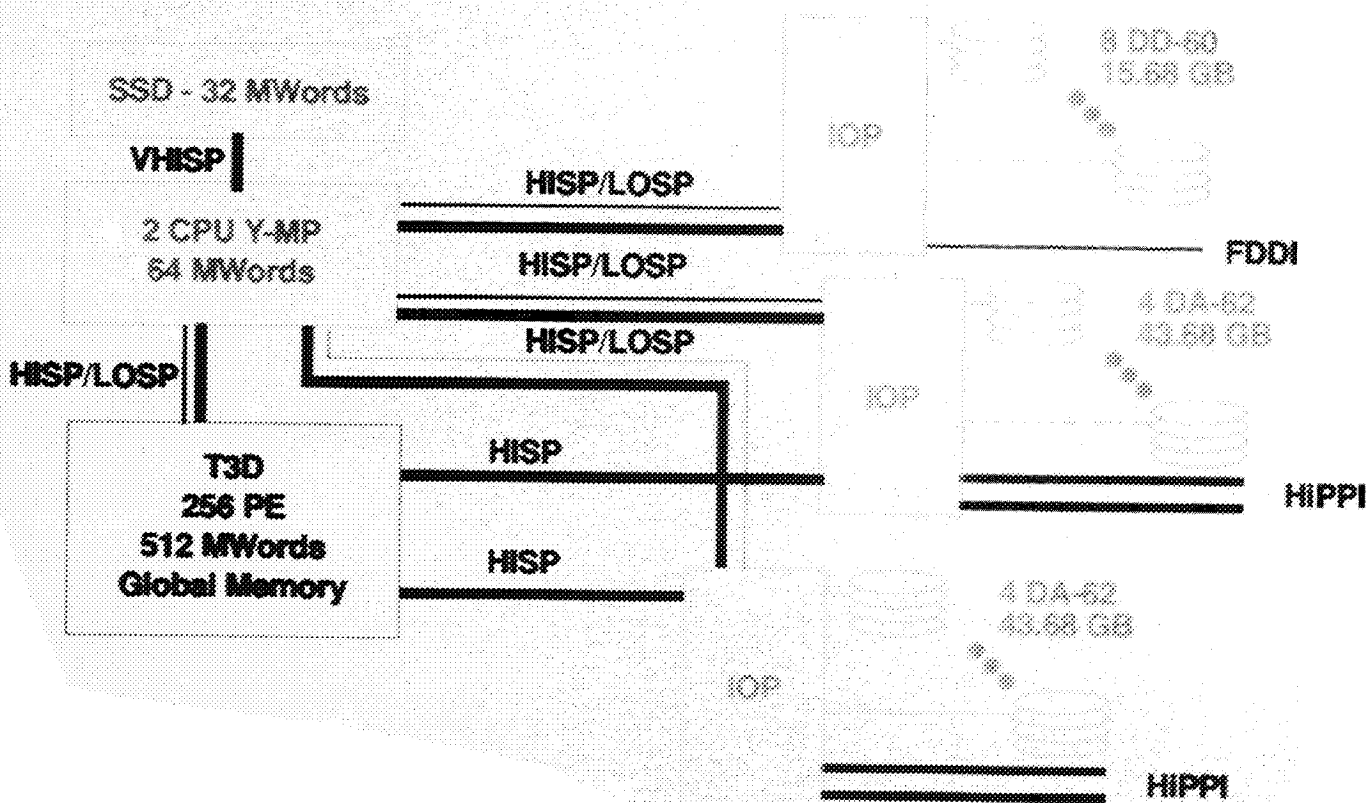 8 DD-60
15.68 GB
SSD - 32 MWords
IOP
VHISP
HISP/LOSP
2 CPU Y-MP
64 MWords
FDDI
HISP/LOSP
4 DA-62
43.68 GB
HISP/LOSP
HISP/LOSP
IOP
T3D
256 PE
512 MWords
Global Memory
HISP
HiPPI
HISP
4 DA-62
43.68 GB
IOP
HiPPI